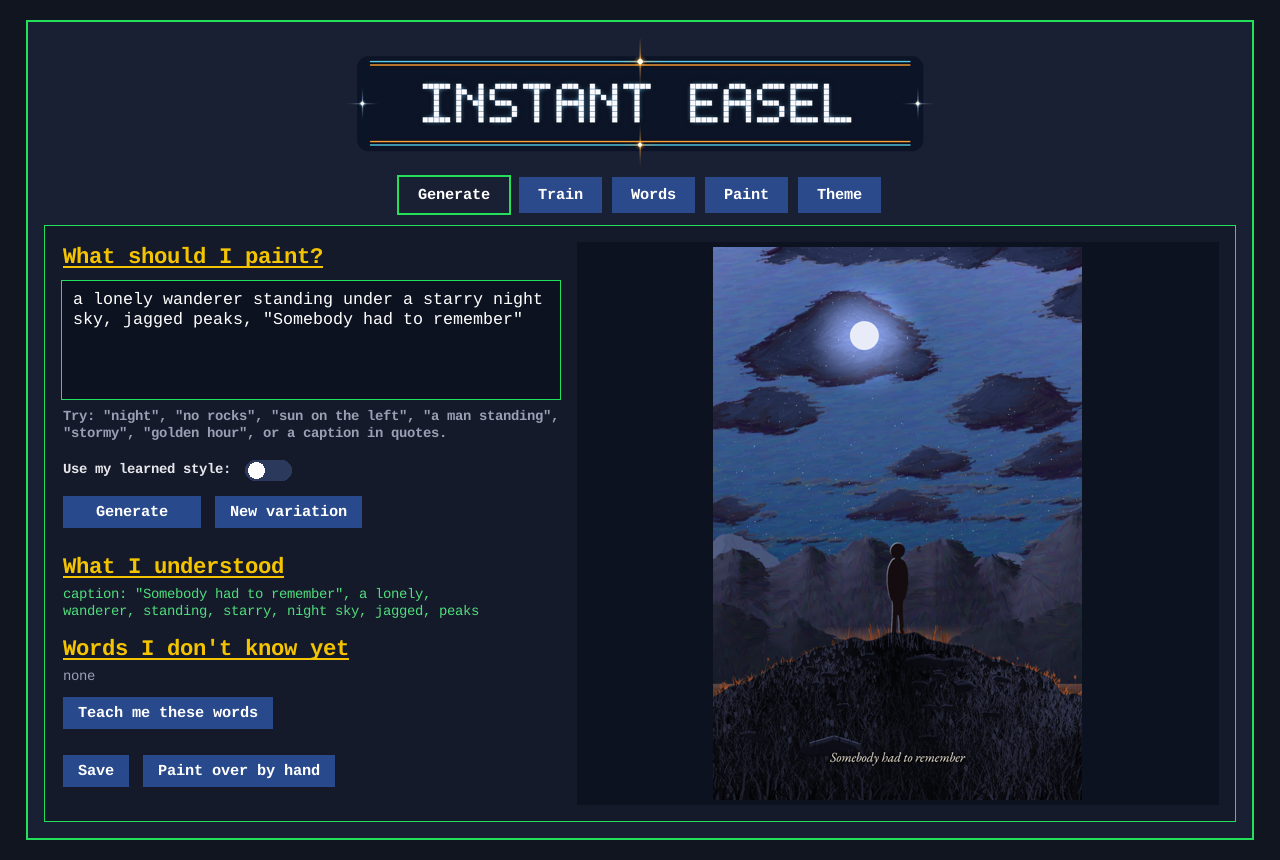 INSTANT EASEL
Generate
Train
Words
Paint
Theme
What should I paint?
a lonely wanderer standing under a starry night
sky, jagged peaks, "Somebody had to remember"
Try: "night", "no rocks", "sun on the left", "a man standing",
"stormy", "golden hour", or a caption in quotes.
Use my learned style:
Generate
New variation
What I understood
caption: "Somebody had to remember", a lonely,
wanderer, standing, starry, night sky, jagged, peaks
Words I don't know yet
none
Teach me these words
Save
Paint over by hand
Somebody had to remember